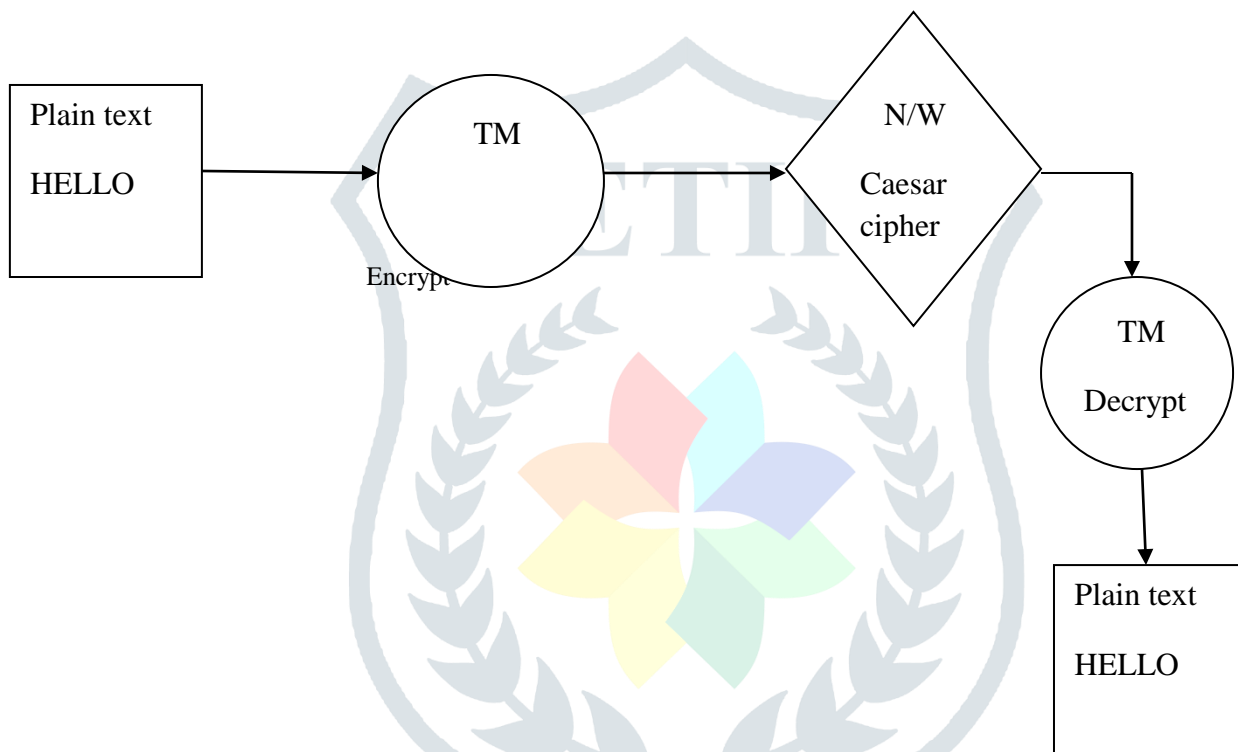 Plain text
HELLO
TM
Encrypt
N/W
Caesar
cipher
TM
Decrypt
Plain text
HELLO